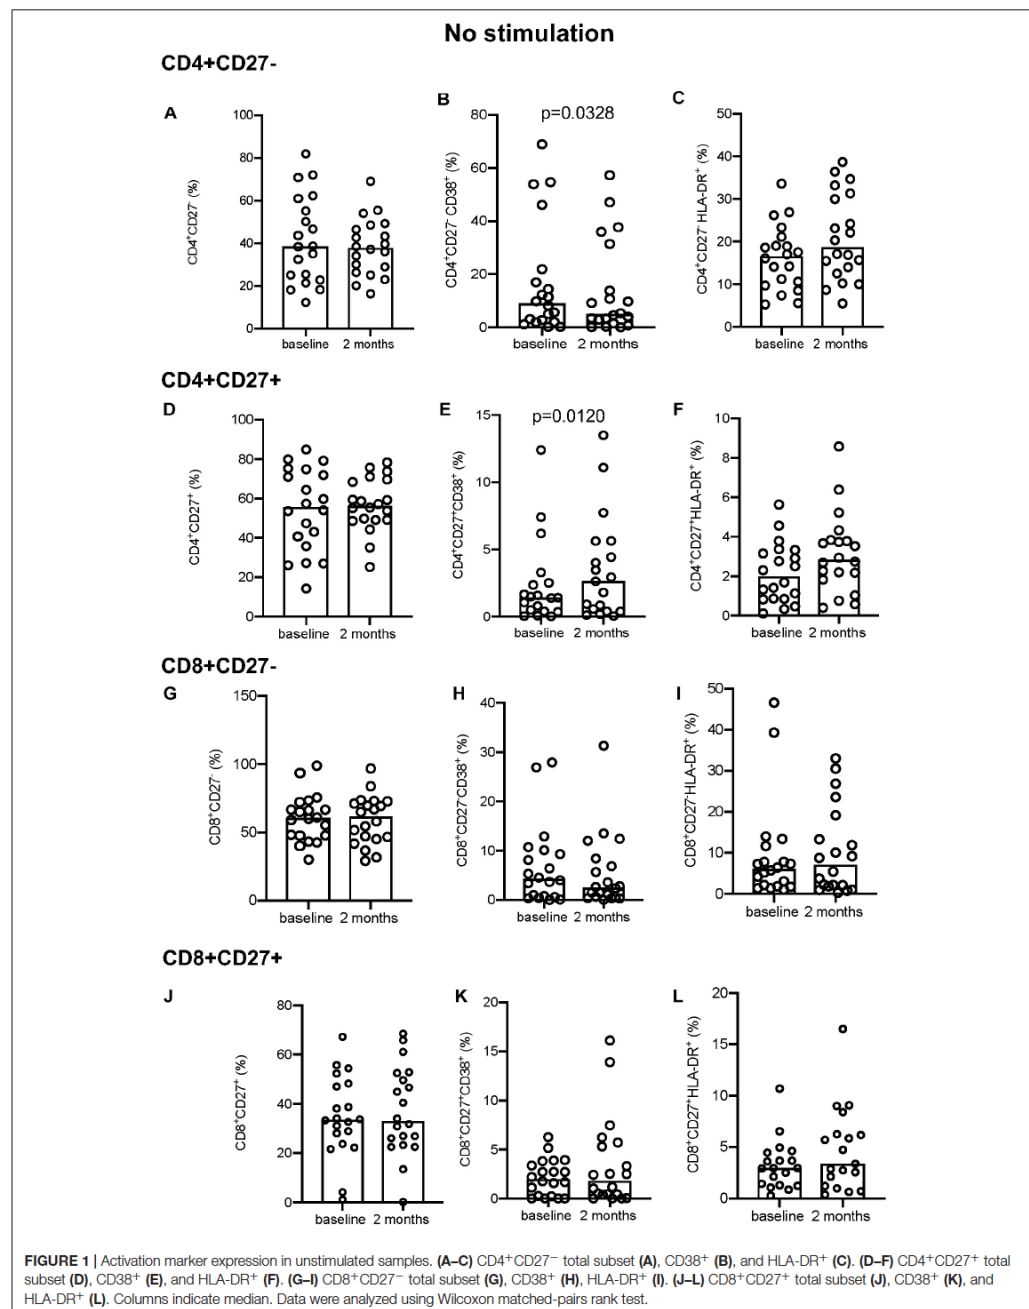 No stimulation
CD4+CD27-
A
100
80
60
40
20
0
CD4⁺CD27⁻ (%)
baseline
2 months
B
p=0.0328
80
60
40
20
0
CD4⁺CD27⁻ CD38⁺ (%)
baseline
2 months
C
50
40
30
20
10
0
CD4⁺CD27⁻ HLA-DR⁺ (%)
baseline
2 months
CD4+CD27+
D
100
80
60
40
20
0
CD4⁺CD27⁺ (%)
baseline
2 months
E
p=0.0120
15
10
5
0
CD4⁺CD27⁺CD38⁺ (%)
baseline
2 months
F
10
8
6
4
2
0
CD4⁺CD27⁺HLA-DR⁺ (%)
baseline
2 months
CD8+CD27-
G
150
100
50
0
CD8⁺CD27⁻ (%)
baseline
2 months
H
40
30
20
10
0
CD8⁺CD27⁻CD38⁺ (%)
baseline
2 months
I
50
40
30
20
10
0
CD8⁺CD27⁻HLA-DR⁺ (%)
baseline
2 months
CD8+CD27+
J
80
60
40
20
0
CD8⁺CD27⁺ (%)
baseline
2 months
K
20
15
10
5
0
CD8⁺CD27⁺CD38⁺ (%)
baseline
2 months
L
20
15
10
5
0
CD8⁺CD27⁺HLA-DR⁺ (%)
baseline
2 months
FIGURE 1 | Activation marker expression in unstimulated samples. (A–C) CD4⁺CD27⁻ total subset (A), CD38⁺ (B), and HLA-DR⁺ (C). (D–F) CD4⁺CD27⁺ total
subset (D), CD38⁺ (E), and HLA-DR⁺ (F). (G–I) CD8⁺CD27⁻ total subset (G), CD38⁺ (H), HLA-DR⁺ (I). (J–L) CD8⁺CD27⁺ total subset (J), CD38⁺ (K), and
HLA-DR⁺ (L). Columns indicate median. Data were analyzed using Wilcoxon matched-pairs rank test.